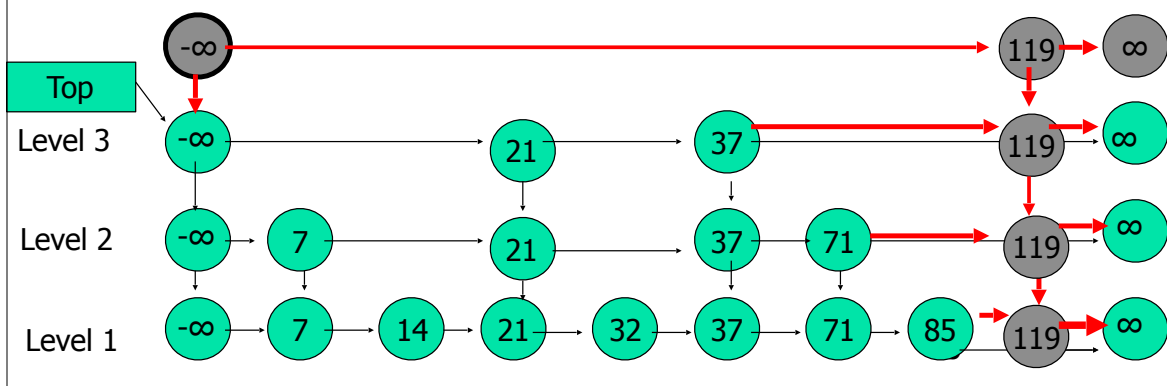 -∞ 119 ∞
Top
Level 3 -∞ 21 37 119 ∞
Level 2 -∞ 7 21 37 71 119 ∞
Level 1 -∞ 7 14 21 32 37 71 85 119 ∞